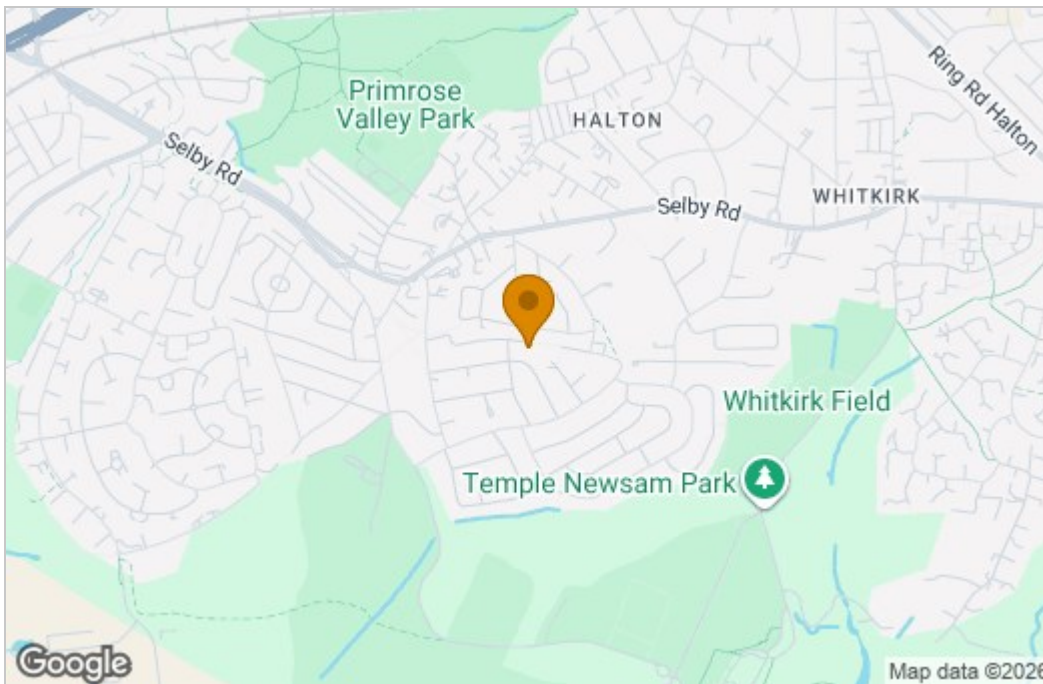 Primrose
Valley Park
HALTON
Ring Rd Halton
Selby Rd
WHITKIRK
Selby Rd
Whitkirk Field
Temple Newsam Park
Google
Map data ©2026